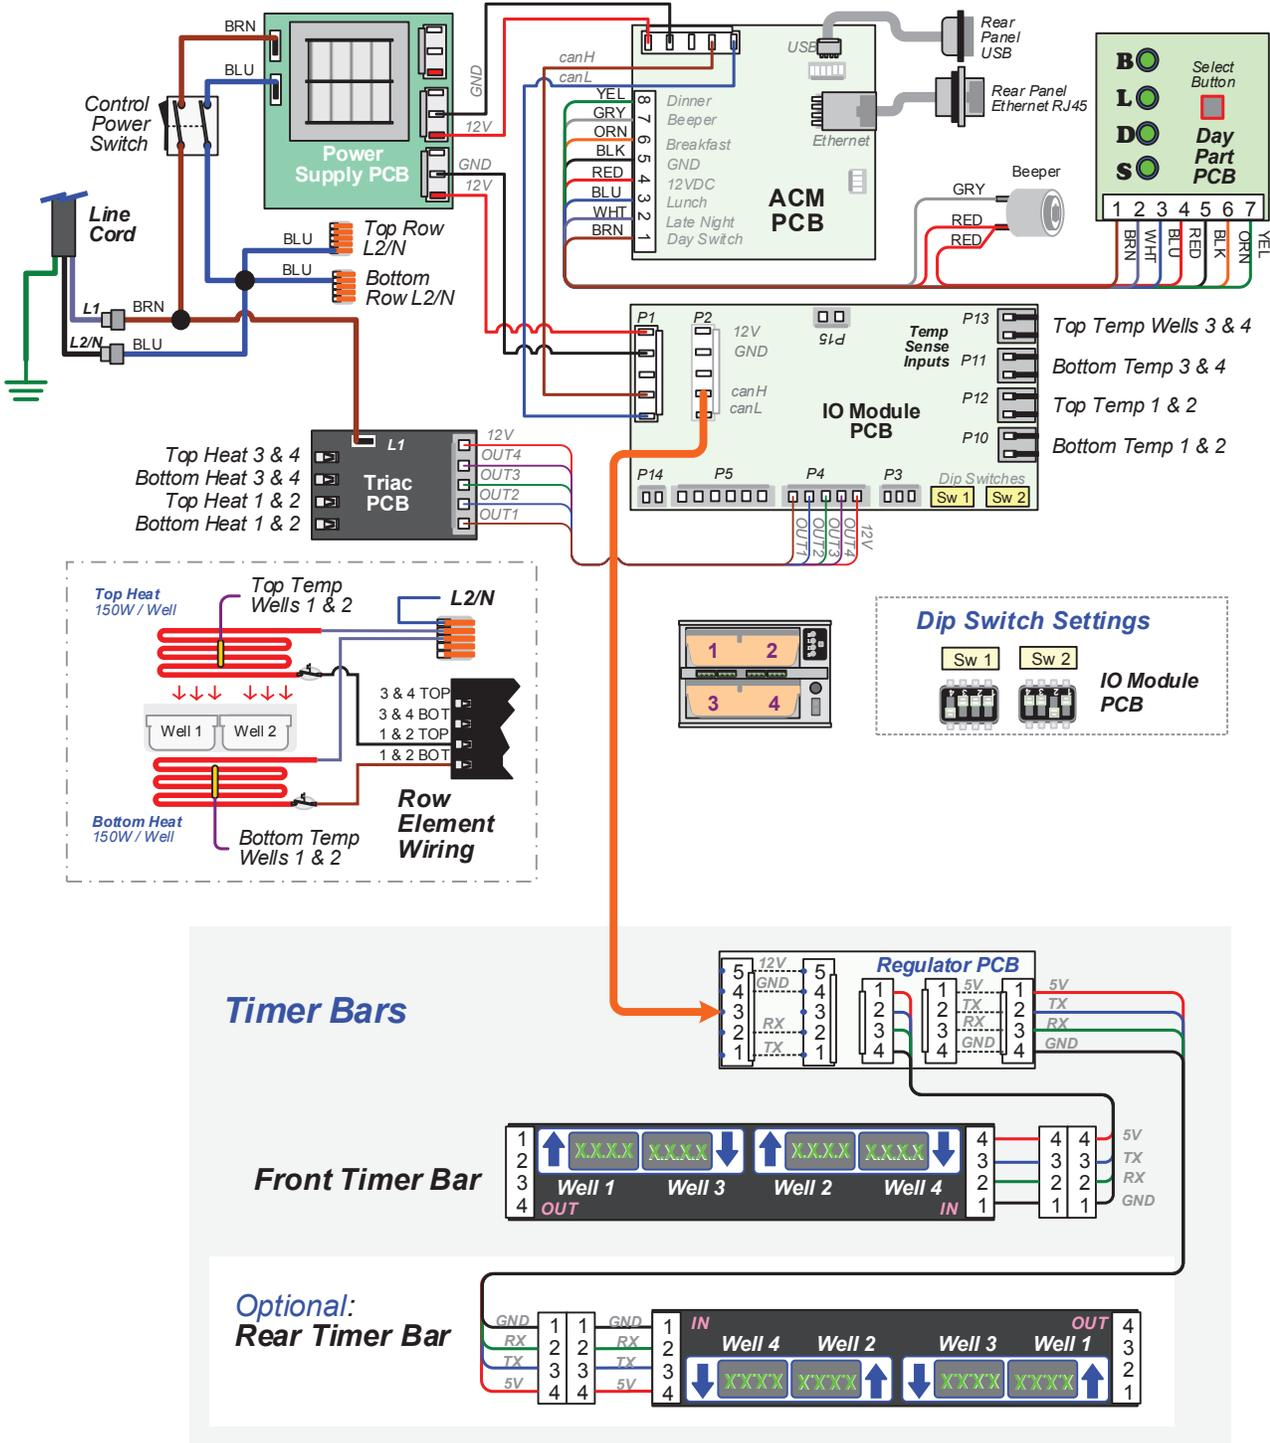 BRN
BLU
Control
Power
Switch
Power
Supply PCB
GND
12V
GND
12V
Line
Cord
L1
BRN
L2/N
BLU
BLU
Top Row
L2/N
BLU
Bottom
Row L2/N
canH
canL
USB
Ethernet
ACM
PCB
YEL 8 Dinner
GRY 7 Beeper
ORN 6 Breakfast
BLK 5 GND
RED 4 12VDC
BLU 3 Lunch
WHT 2 Late Night
BRN 1 Day Switch
Rear
Panel
USB
Rear Panel
Ethernet RJ45
Beeper
GRY
RED
RED
B
L
D
S
Select
Button
Day
Part
PCB
1 2 3 4 5 6 7
BRN
WHT
BLU
RED
BLK
ORN
YEL
P1
P2
12V
GND
canH
canL
P15
Temp
Sense
Inputs
IO Module
PCB
P13
Top Temp Wells 3 & 4
P11
Bottom Temp 3 & 4
P12
Top Temp 1 & 2
P10
Bottom Temp 1 & 2
P14
P5
P4
P3
Dip Switches
Sw 1
Sw 2
OUT1
OUT2
OUT3
OUT4
12V
Top Heat 3 & 4
Bottom Heat 3 & 4
Top Heat 1 & 2
Bottom Heat 1 & 2
L1
Triac
PCB
12V
OUT4
OUT3
OUT2
OUT1
Top Heat
150W / Well
Top Temp
Wells 1 & 2
L2/N
Well 1
Well 2
3 & 4 TOP
3 & 4 BOT
1 & 2 TOP
1 & 2 BOT
Bottom Heat
150W / Well
Bottom Temp
Wells 1 & 2
Row
Element
Wiring
1 2
3 4
Dip Switch Settings
Sw 1
Sw 2
4 3 2 1
4 3 2 1
IO Module
PCB
Timer Bars
Regulator PCB
5 12V 5
4 GND 4
3 3
2 RX 2
1 TX 1
1
2
3
4
1 5V 1 5V
2 TX 2 TX
3 RX 3 RX
4 GND 4 GND
Front Timer Bar
1
2
3
4
X.X.X.X
X.X.X.X
X.X.X.X
X.X.X.X
Well 1
Well 3
Well 2
Well 4
OUT
IN
4 4 4 5V
3 3 3 TX
2 2 2 RX
1 1 1 GND
Optional:
Rear Timer Bar
GND 1 1 GND 1
RX 2 2 RX 2
TX 3 3 TX 3
5V 4 4 5V 4
IN
OUT
Well 4
Well 2
Well 3
Well 1
X.X.X.X
X.X.X.X
X.X.X.X
X.X.X.X
4
3
2
1